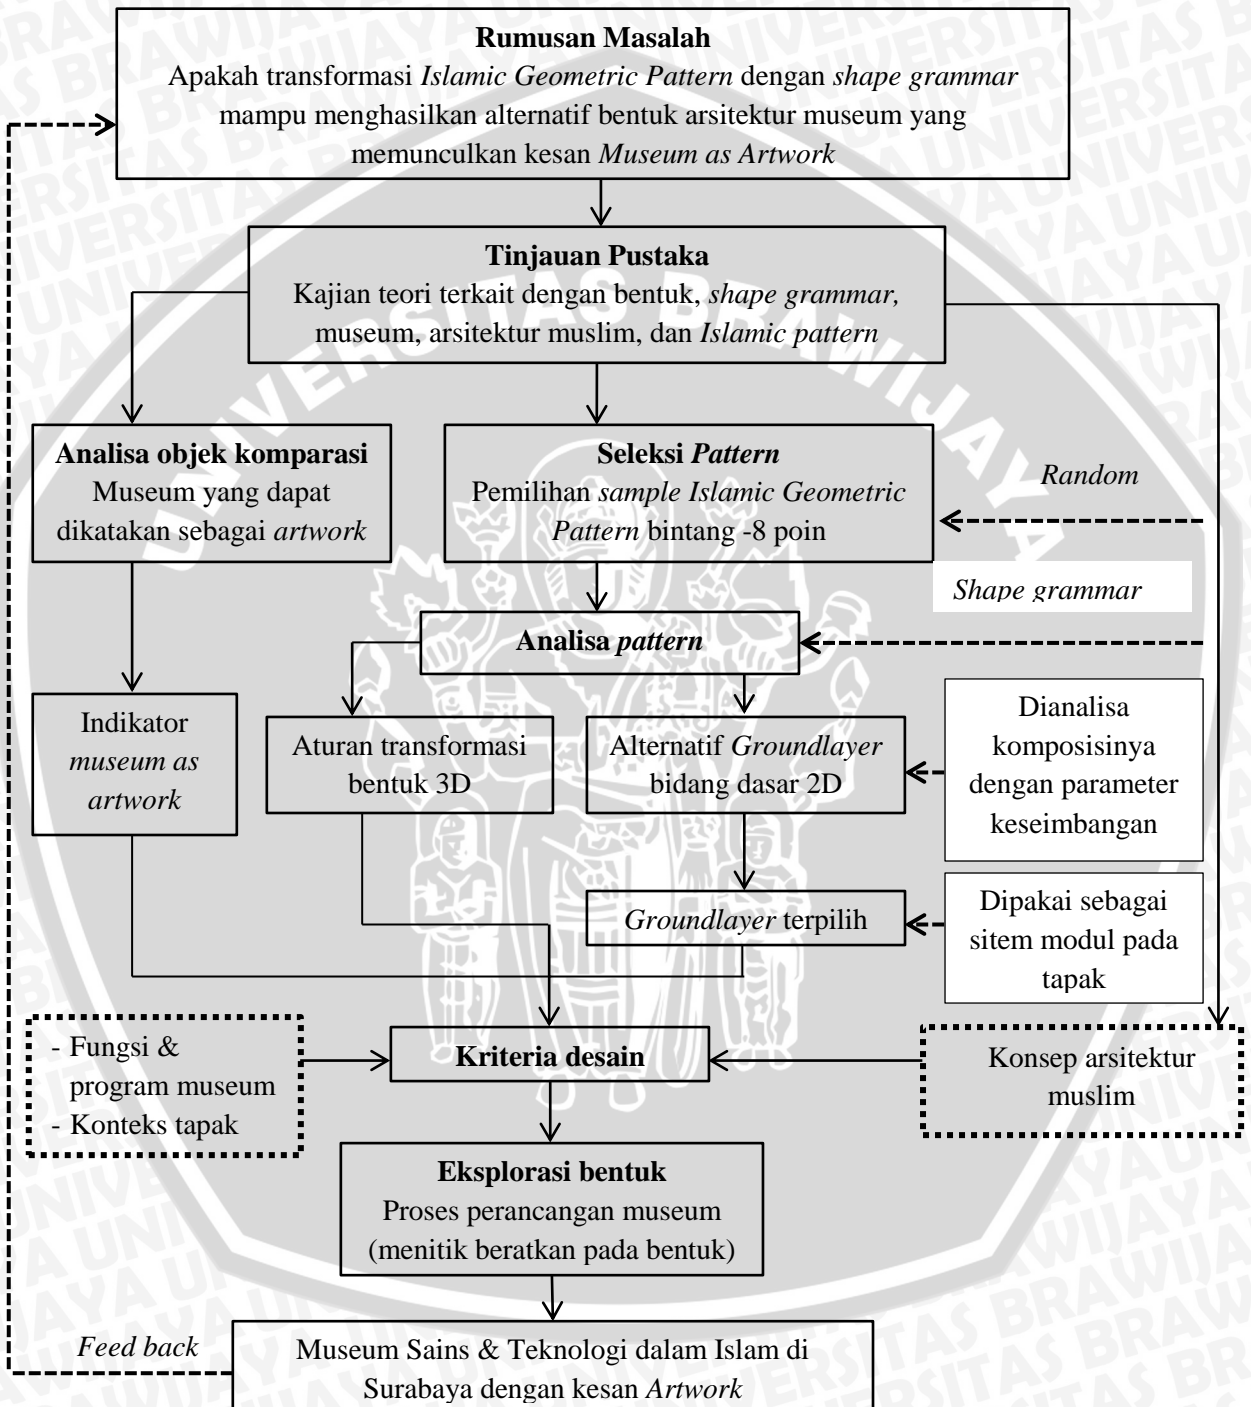 Rumusan Masalah
Apakah transformasi Islamic Geometric Pattern dengan shape grammar
mampu menghasilkan alternatif bentuk arsitektur museum yang
memunculkan kesan Museum as Artwork
Tinjauan Pustaka
Kajian teori terkait dengan bentuk, shape grammar,
museum, arsitektur muslim, dan Islamic pattern
Analisa objek komparasi
Museum yang dapat
dikatakan sebagai artwork
Seleksi Pattern
Pemilihan sample Islamic Geometric
Pattern bintang -8 poin
Random
Shape grammar
Analisa pattern
Indikator
museum as
artwork
Aturan transformasi
bentuk 3D
Alternatif Groundlayer
bidang dasar 2D
Dianalisa
komposisinya
dengan parameter
keseimbangan
Groundlayer terpilih
Dipakai sebagai
sitem modul pada
tapak
- Fungsi &
program museum
- Konteks tapak
Kriteria desain
Konsep arsitektur
muslim
Eksplorasi bentuk
Proses perancangan museum
(menitik beratkan pada bentuk)
Feed back
Museum Sains & Teknologi dalam Islam di
Surabaya dengan kesan Artwork
UNIVERSITAS BRAWIJAYA